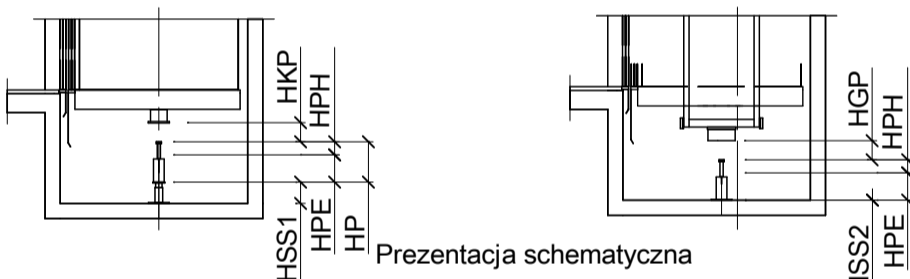 HKP
HPH
HSS1
HPE
HP
Prezentacja schematyczna
HGP
HPH
HSS2
HPE